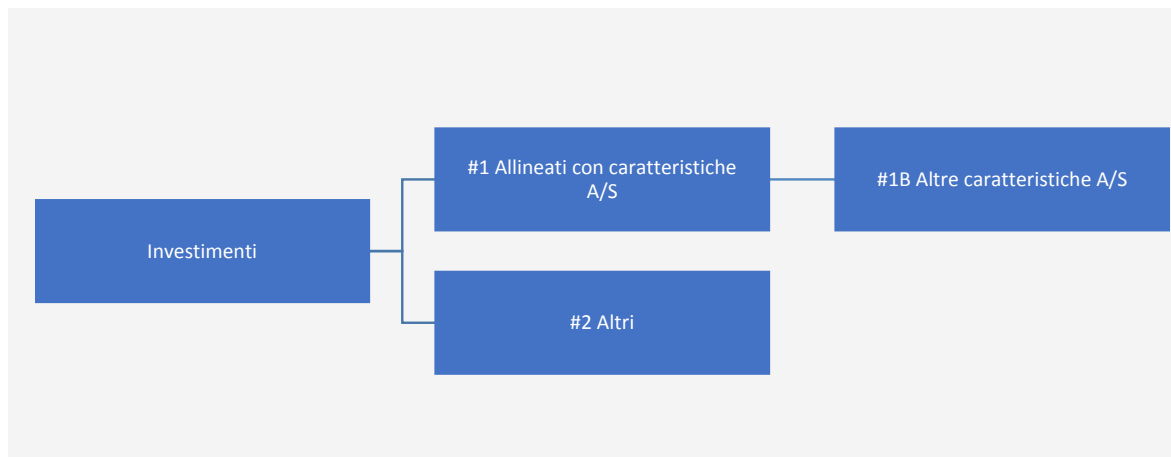 #1 Allineati con caratteristiche
A/S
#1B Altre caratteristiche A/S
Investimenti
#2 Altri